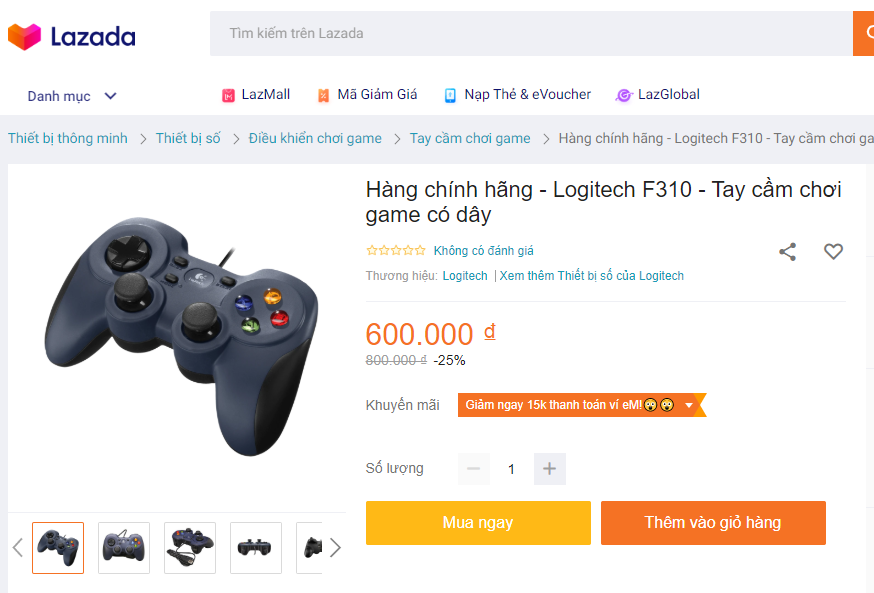 Lazada
Tìm kiếm trên Lazada
Danh mục
LazMall
Mã Giảm Giá
Nạp Thẻ & eVoucher
LazGlobal
Thiết bị thông minh > Thiết bị số > Điều khiển chơi game > Tay cầm chơi game > Hàng chính hãng - Logitech F310 - Tay cầm chơi ga
Hàng chính hãng - Logitech F310 - Tay cầm chơi
game có dây
Không có đánh giá
Thương hiệu: Logitech | Xem thêm Thiết bị số của Logitech
600.000 ₫
800.000 ₫ -25%
Khuyến mãi
Giảm ngay 15k thanh toán ví eM!😲😲
Số lượng
− 1 +
Mua ngay
Thêm vào giỏ hàng